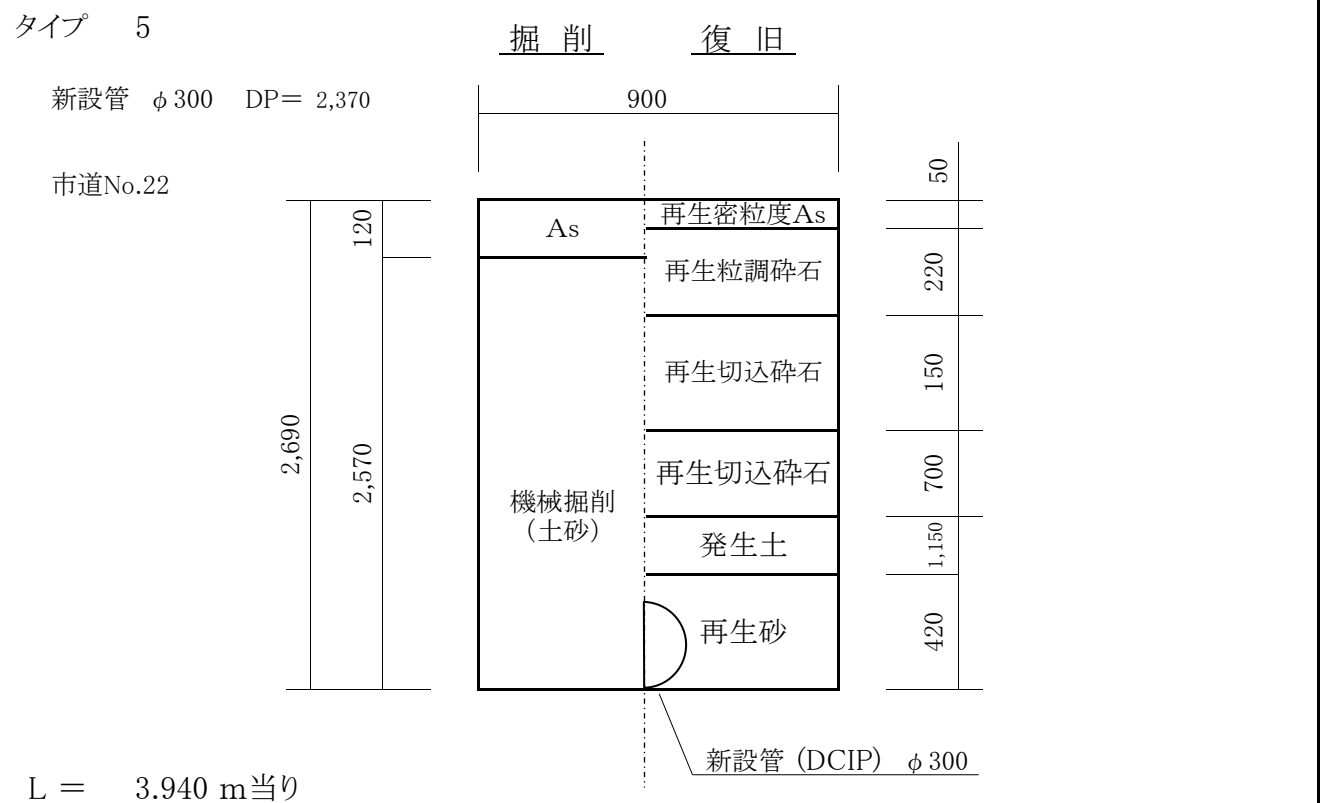 タイプ 5
掘 削 復 旧
新設管 φ300 DP= 2,370
900
市道No.22
50
120
As
再生密粒度As
再生粒調砕石
220
再生切込砕石
150
2,690
2,570
機械掘削
(土砂)
再生切込砕石
700
発生土
1,150
再生砂
420
新設管 (DCIP) φ300
L = 3.940 m当り